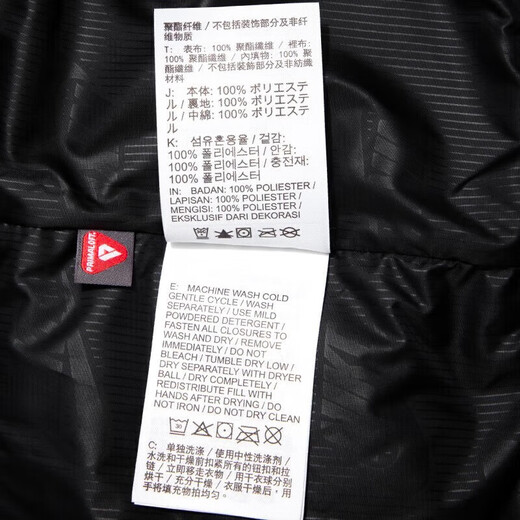 聚酯纤维 / 不包括装饰部分及非纤
维物质
T: 表布: 100% 聚酯纖維 / 裡布:
100% 聚酯纖維 / 內填物: 100% 聚
酯纖維 / 不包括裝飾部分及非紡織
材料
J: 本体: 100% ポリエステ
ル / 裏地: 100% ポリエステ
ル / 中綿: 100% ポリエステ
ル
K: 섬유혼용율 / 겉감:
100% 폴리에스터 / 안감:
100% 폴리에스터 / 충전재:
100% 폴리에스터
IN: BADAN: 100% POLIESTER /
LAPISAN: 100% POLIESTER /
MENGISI: 100% POLIESTER /
EKSKLUSIF DARI DEKORASI
PRIMALOFT
E: MACHINE WASH COLD
GENTLE CYCLE / WASH
SEPARATELY / USE MILD
POWDERED DETERGENT /
FASTEN ALL CLOSURES TO
WASH AND DRY / REMOVE
IMMEDIATELY / DO NOT
BLEACH / TUMBLE DRY LOW /
DRY SEPARATELY WITH DRYER
BALL / DRY COMPLETELY /
REDISTRIBUTE FILL WITH
HANDS AFTER DRYING / DO
NOT IRON / DO NOT DRY CLEAN
30
C: 单独洗涤 / 使用中性洗涤剂 /
水洗和干燥前扣紧所有的钮扣和拉
链 / 立即移走衣物 / 用衣球分别
烘干 / 充分干燥 / 衣服干燥后, 用
手将填充物拍均匀.